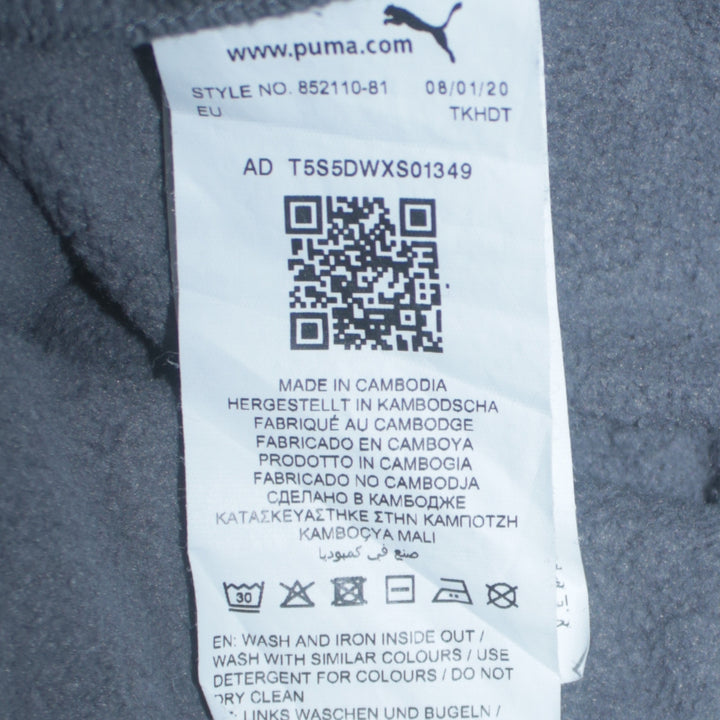 www.puma.com
STYLE NO. 852110-81 08/01/20
EU TKHDT
AD T5S5DWXS01349
MADE IN CAMBODIA
HERGESTELLT IN KAMBODSCHA
FABRIQUÉ AU CAMBODGE
FABRICADO EN CAMBOYA
PRODOTTO IN CAMBOGIA
FABRICADO NO CAMBODJA
СДЕЛАНО В КАМБОДЖЕ
ΚΑΤΑΣΚΕΥΑΣΤΗΚΕ ΣΤΗΝ ΚΑΜΠΟΤΖΗ
KAMBOÇYA MALI
صنع في كمبوديا
30
EN: WASH AND IRON INSIDE OUT /
WASH WITH SIMILAR COLOURS / USE
DETERGENT FOR COLOURS / DO NOT
DRY CLEAN
LINKS WASCHEN UND BÜGELN /